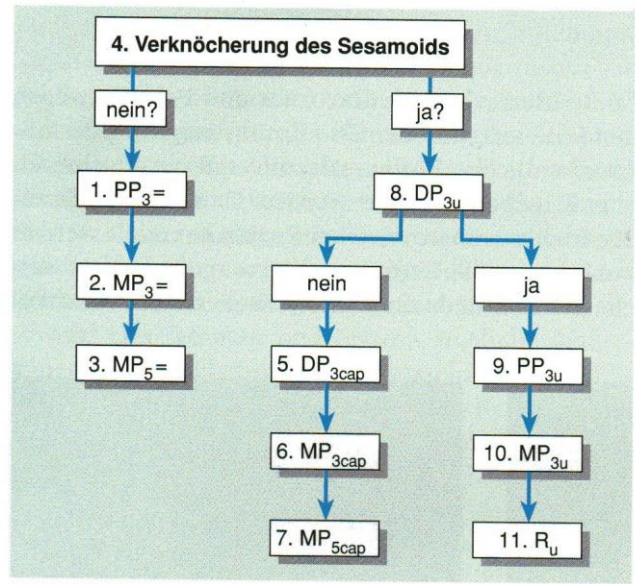 4. Verknöcherung des Sesamoids
nein?
ja?
1. PP3=
8. DP3u
2. MP3=
nein
ja
3. MP5=
5. DP3cap
9. PP3u
6. MP3cap
10. MP3u
7. MP5cap
11. Ru